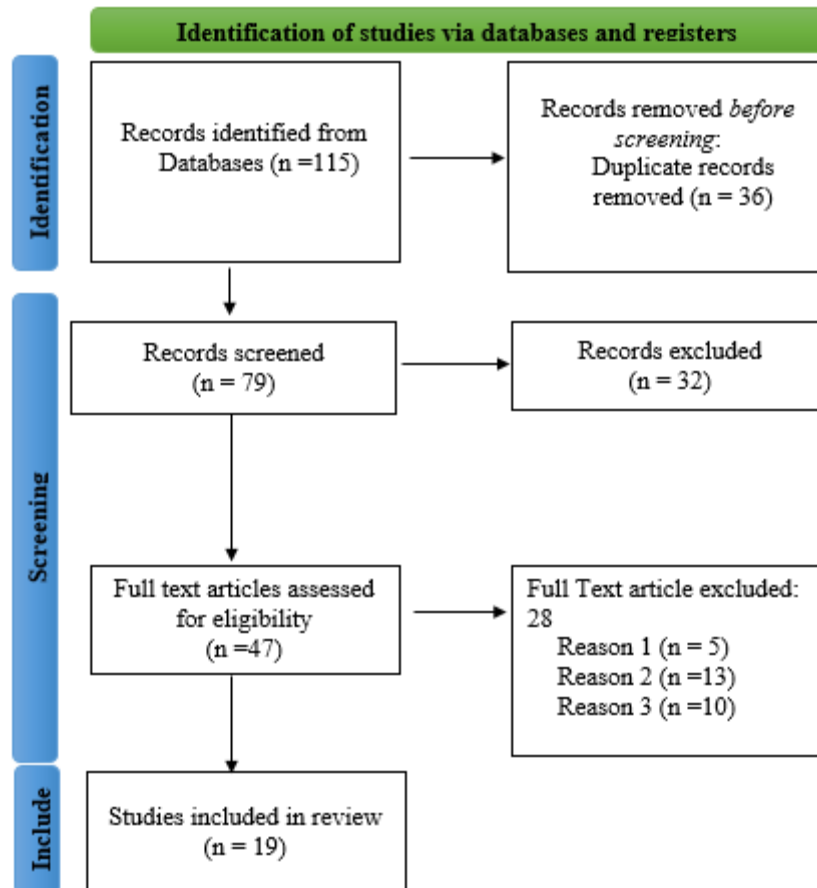 Identification of studies via databases and registers
Identification
Records identified from
Databases (n =115)
Records removed before
screening:
Duplicate records
removed (n = 36)
Screening
Records screened
(n = 79)
Records excluded
(n = 32)
Full text articles assessed
for eligibility
(n =47)
Full Text article excluded:
28
Reason 1 (n = 5)
Reason 2 (n =13)
Reason 3 (n =10)
Include
Studies included in review
(n = 19)